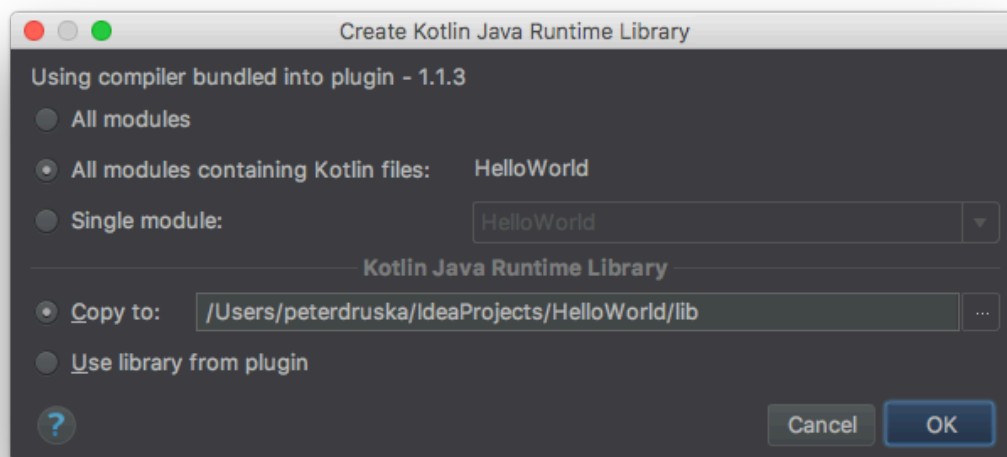 Create Kotlin Java Runtime Library
Using compiler bundled into plugin - 1.1.3
All modules
All modules containing Kotlin files: HelloWorld
Single module: HelloWorld
Kotlin Java Runtime Library
Copy to: /Users/peterdruska/IdeaProjects/HelloWorld/lib ...
Use library from plugin
? Cancel OK